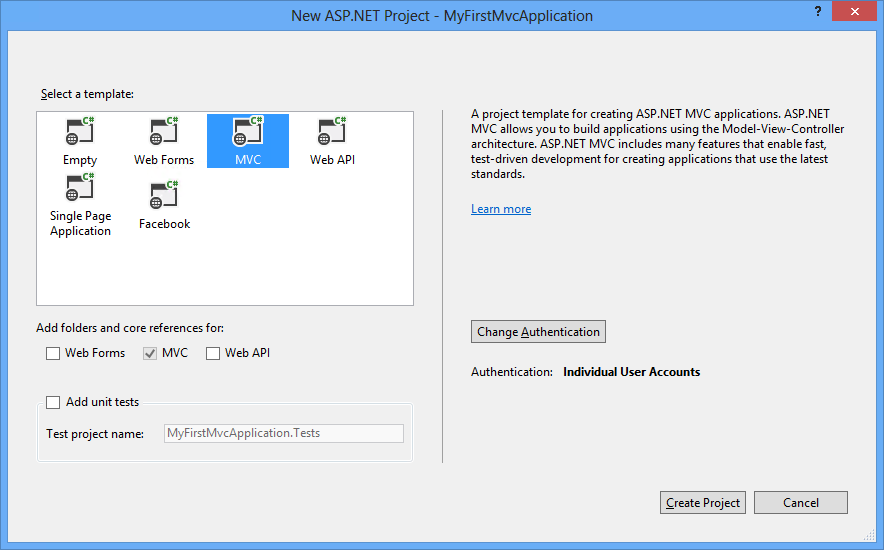 New ASP.NET Project - MyFirstMvcApplication
?
Select a template:
C# C# C# C#
Empty Web Forms MVC Web API
C# C#
Single Page
Application
Facebook
Add folders and core references for:
Web Forms MVC Web API
Add unit tests
Test project name: MyFirstMvcApplication.Tests
A project template for creating ASP.NET MVC applications. ASP.NET
MVC allows you to build applications using the Model-View-Controller
architecture. ASP.NET MVC includes many features that enable fast,
test-driven development for creating applications that use the latest
standards.
Learn more
Change Authentication
Authentication: Individual User Accounts
Create Project Cancel